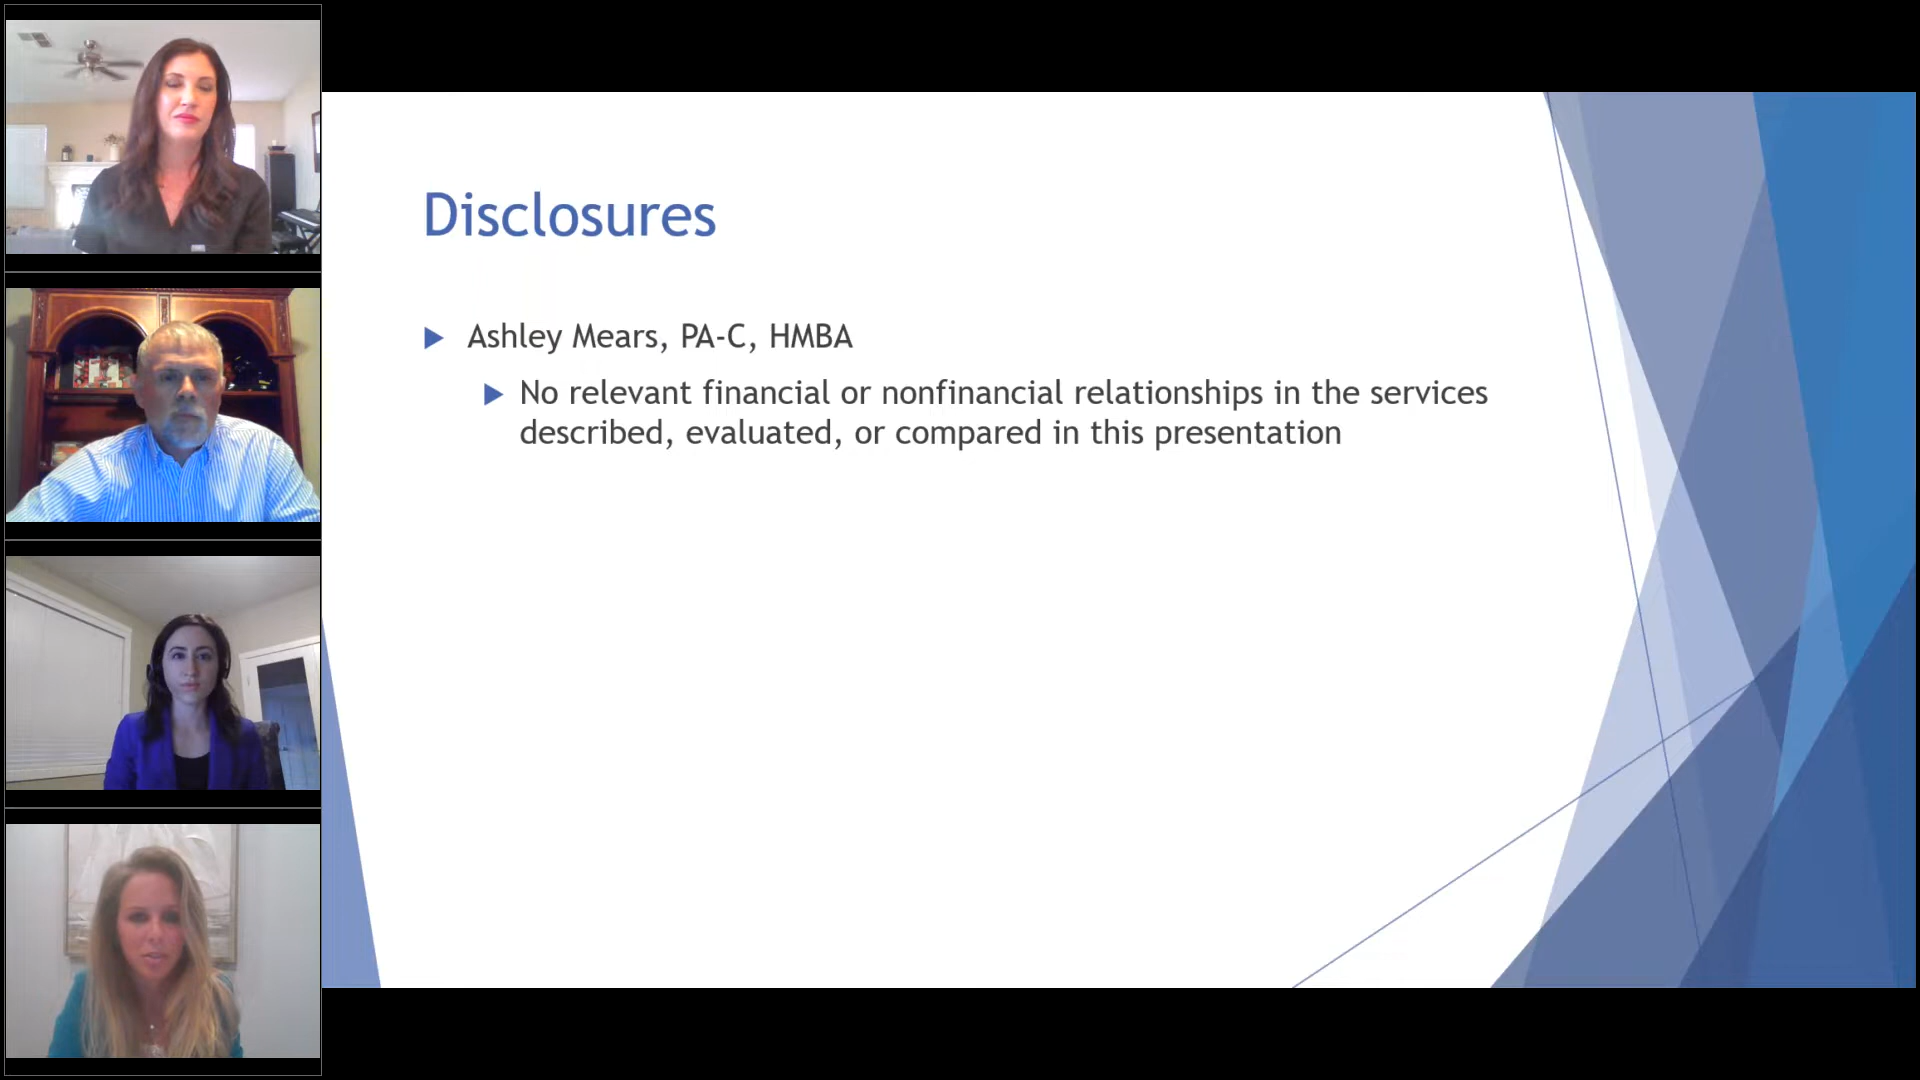 Disclosures
Ashley Mears, PA-C, HMBA
No relevant financial or nonfinancial relationships in the services
described, evaluated, or compared in this presentation